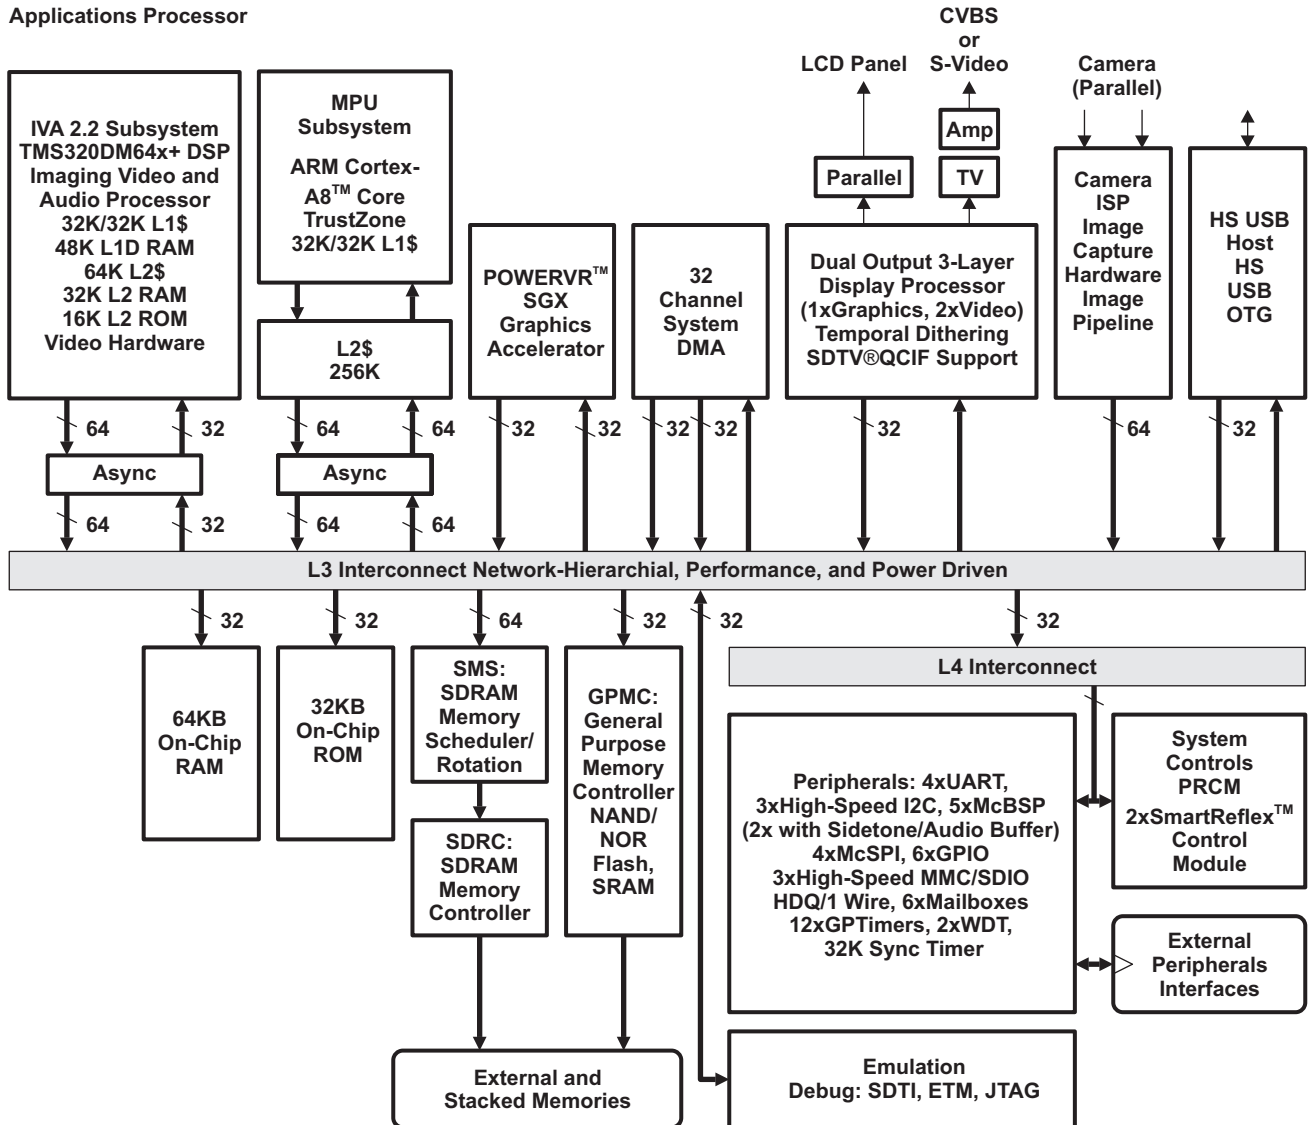 Applications Processor
CVBS
or
S-Video
LCD Panel
Camera
(Parallel)
Amp
Parallel
TV
IVA 2.2 Subsystem
TMS320DM64x+ DSP
Imaging Video and
Audio Processor
32K/32K L1$
48K L1D RAM
64K L2$
32K L2 RAM
16K L2 ROM
Video Hardware
MPU
Subsystem
ARM Cortex-
A8™ Core
TrustZone
32K/32K L1$
L2$
256K
POWERVR™
SGX
Graphics
Accelerator
32
Channel
System
DMA
Dual Output 3-Layer
Display Processor
(1xGraphics, 2xVideo)
Temporal Dithering
SDTV®QCIF Support
Camera
ISP
Image
Capture
Hardware
Image
Pipeline
HS USB
Host
HS
USB
OTG
64
32
64
64
32
32
32
32
32
64
32
Async
Async
64
32
64
64
L3 Interconnect Network-Hierarchial, Performance, and Power Driven
32
32
64
32
32
32
L4 Interconnect
64KB
On-Chip
RAM
32KB
On-Chip
ROM
SMS:
SDRAM
Memory
Scheduler/
Rotation
SDRC:
SDRAM
Memory
Controller
GPMC:
General
Purpose
Memory
Controller
NAND/
NOR
Flash,
SRAM
Peripherals: 4xUART,
3xHigh-Speed I2C, 5xMcBSP
(2x with Sidetone/Audio Buffer)
4xMcSPI, 6xGPIO
3xHigh-Speed MMC/SDIO
HDQ/1 Wire, 6xMailboxes
12xGPTimers, 2xWDT,
32K Sync Timer
System
Controls
PRCM
2xSmartReflex™
Control
Module
External
Peripherals
Interfaces
External and
Stacked Memories
Emulation
Debug: SDTI, ETM, JTAG